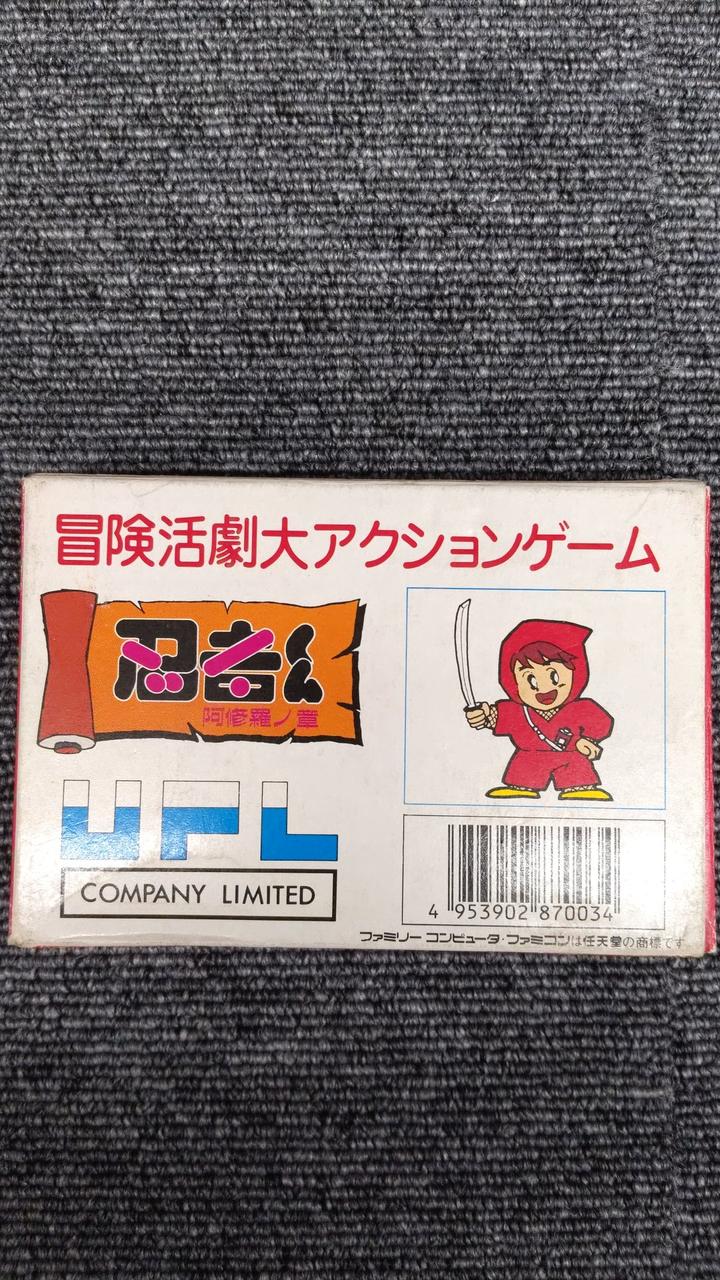 冒険活劇大アクションゲーム
忍者くん
阿修羅ノ章
UPL
COMPANY LIMITED
4 953902 870034
ファミリー コンピュータ・ファミコンは任天堂の商標です